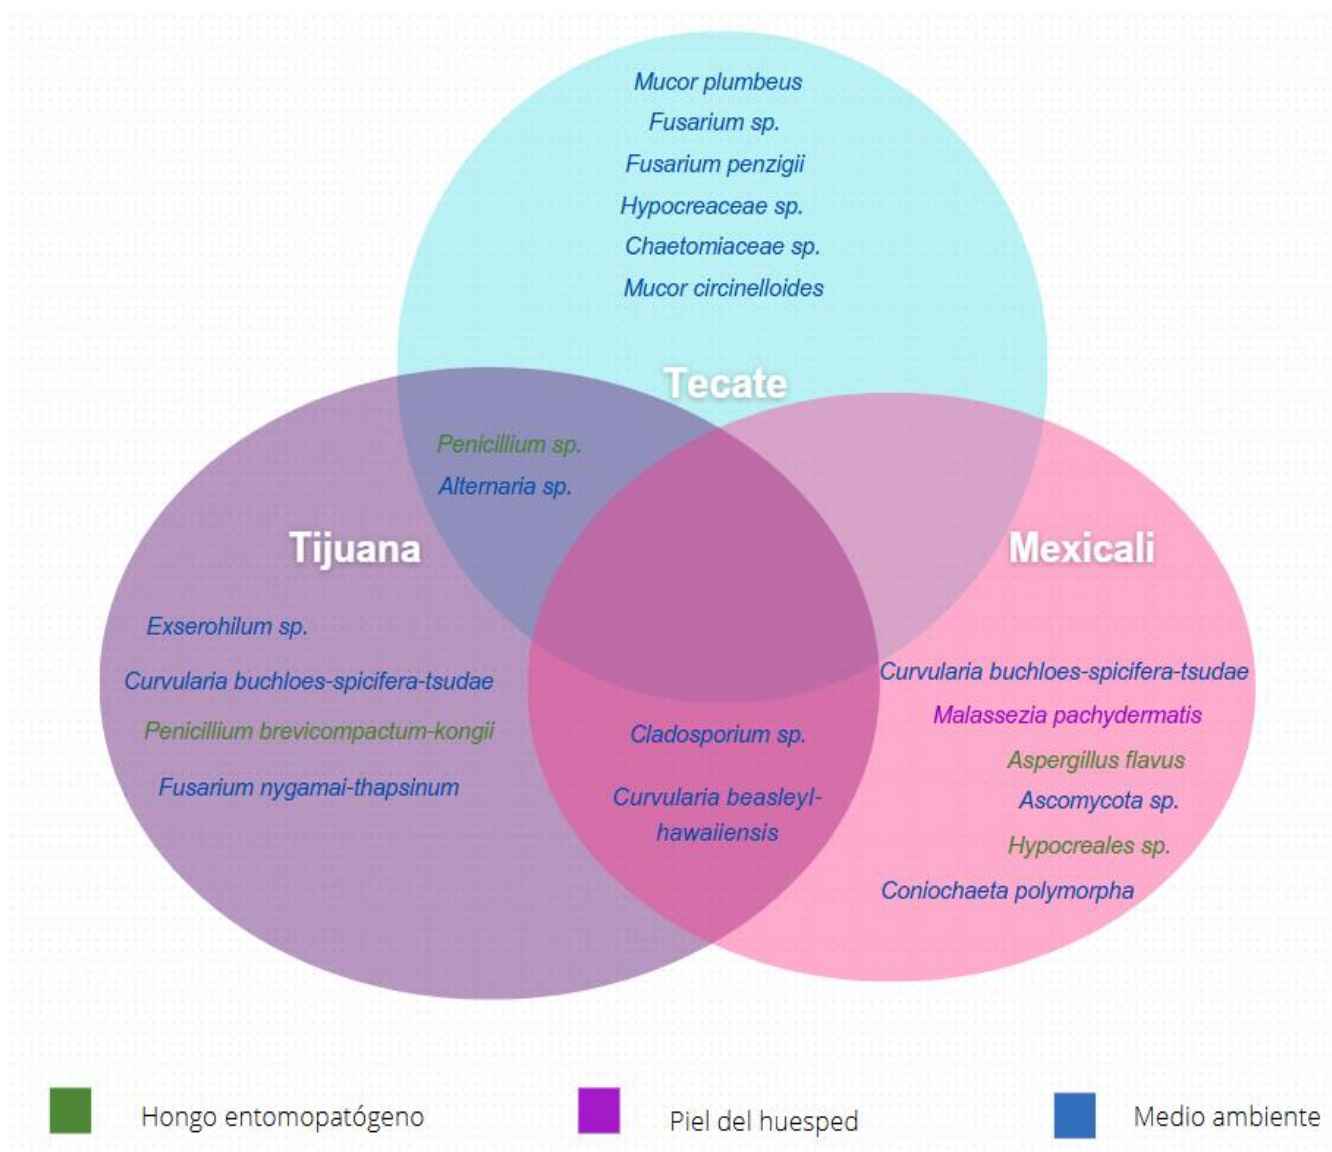 Mucor plumbeus
Fusarium sp.
Fusarium penzigii
Hypocreaceae sp.
Chaetomiaceae sp.
Mucor circinelloides
Tecate
Penicillium sp.
Alternaria sp.
Tijuana
Exserohilum sp.
Curvularia buchloes-spicifera-tsudae
Penicillium brevicompactum-kongii
Fusarium nygamai-thapsinum
Cladosporium sp.
Curvularia beasleyl-
hawaiiensis
Mexicali
Curvularia buchloes-spicifera-tsudae
Malassezia pachydermatis
Aspergillus flavus
Ascomycota sp.
Hypocreales sp.
Coniochaeta polymorpha
Hongo entomopatógeno
Piel del huesped
Medio ambiente